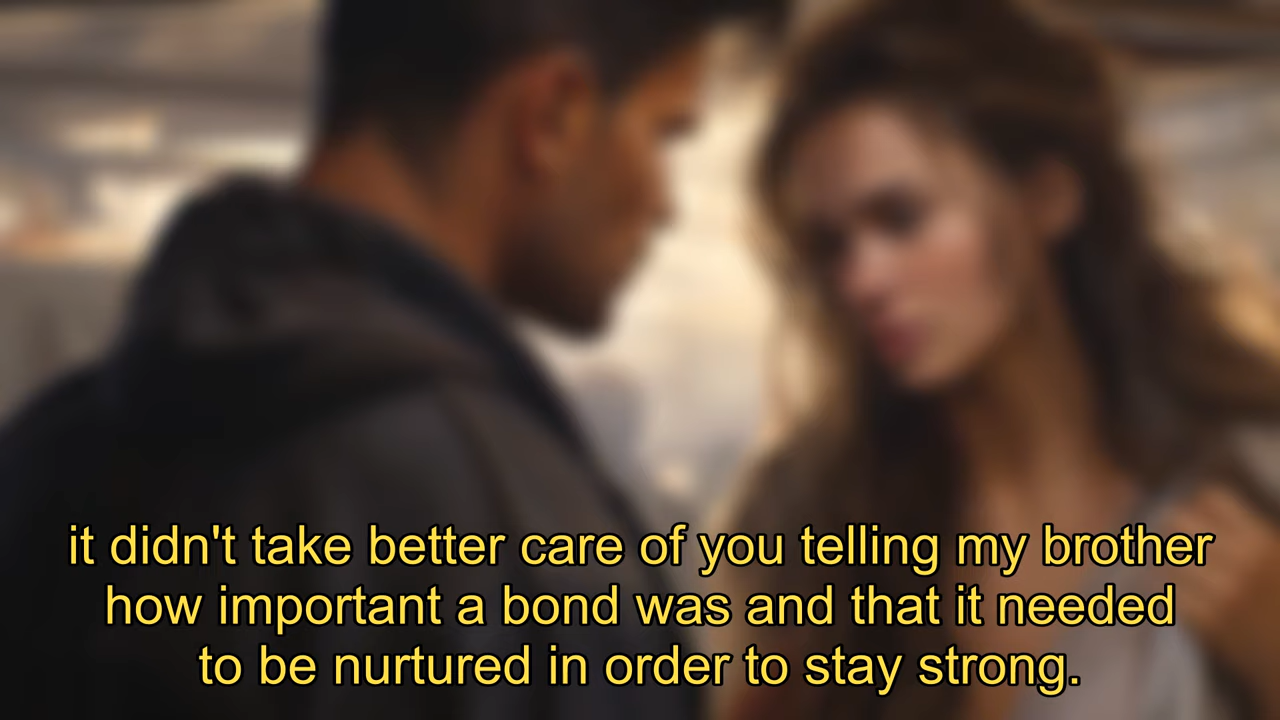 it didn't take better care of you telling my brother
how important a bond was and that it needed
to be nurtured in order to stay strong.